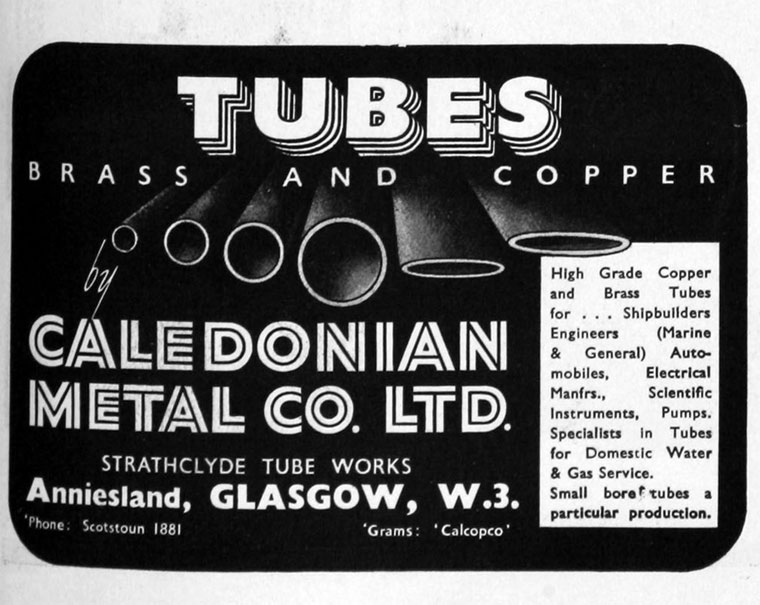 TUBES
BRASS AND COPPER
by
CALEDONIAN
METAL CO. LTD.
STRATHCLYDE TUBE WORKS
Anniesland, GLASGOW, W.3.
'Phone: Scotstoun 1881 'Grams: 'Calcopco'
High Grade Copper
and Brass Tubes
for . . . Shipbuilders
Engineers (Marine
& General) Auto-
mobiles, Electrical
Manfrs., Scientific
Instruments, Pumps.
Specialists in Tubes
for Domestic Water
& Gas Service.
Small bore tubes a
particular production.